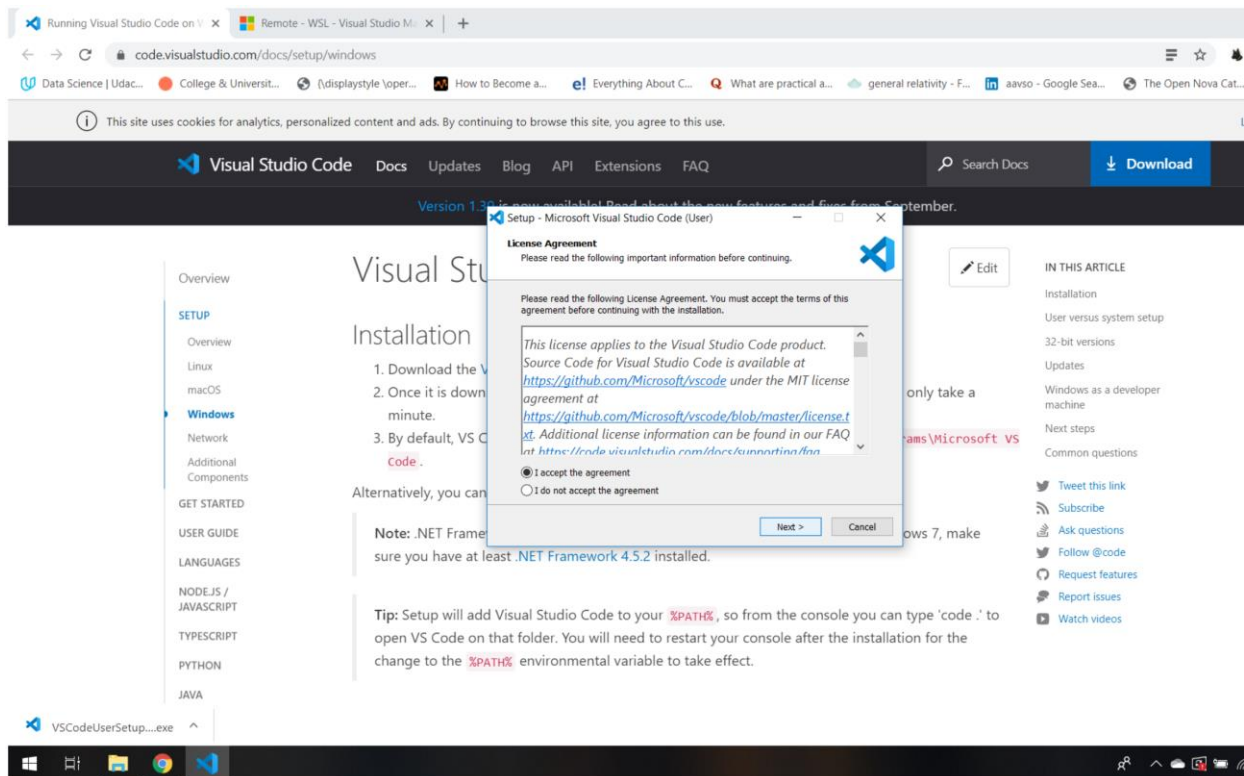 Running Visual Studio Code on
Remote - WSL - Visual Studio Ma
code.visualstudio.com/docs/setup/windows
Data Science | Udac...
College & Universit...
{\displaystyle \oper...
How to Become a...
Everything About C...
What are practical a...
general relativity - F...
aavso - Google Sea...
The Open Nova Cat...
This site uses cookies for analytics, personalized content and ads. By continuing to browse this site, you agree to this use.
Visual Studio Code
Docs
Updates
Blog
API
Extensions
FAQ
Search Docs
Download
Version 1.39 is now available! Read about the new features and fixes from September.
Setup - Microsoft Visual Studio Code (User)
License Agreement
Please read the following important information before continuing.
Please read the following License Agreement. You must accept the terms of this
agreement before continuing with the installation.
This license applies to the Visual Studio Code product.
Source Code for Visual Studio Code is available at
https://github.com/Microsoft/vscode under the MIT license
agreement at
https://github.com/Microsoft/vscode/blob/master/license.t
xt. Additional license information can be found in our FAQ
at https://code.visualstudio.com/docs/supporting/faq
I accept the agreement
I do not accept the agreement
Next >
Cancel
Overview
SETUP
Overview
Linux
macOS
Windows
Network
Additional
Components
GET STARTED
USER GUIDE
LANGUAGES
NODE.JS /
JAVASCRIPT
TYPESCRIPT
PYTHON
JAVA
Visual Stu
Edit
Installation
1. Download the V
2. Once it is down
only take a
minute.
3. By default, VS C
rams\Microsoft VS
Code .
Alternatively, you can
Note: .NET Frame
ows 7, make
sure you have at least .NET Framework 4.5.2 installed.
Tip: Setup will add Visual Studio Code to your %PATH%, so from the console you can type 'code .' to
open VS Code on that folder. You will need to restart your console after the installation for the
change to the %PATH% environmental variable to take effect.
IN THIS ARTICLE
Installation
User versus system setup
32-bit versions
Updates
Windows as a developer
machine
Next steps
Common questions
Tweet this link
Subscribe
Ask questions
Follow @code
Request features
Report issues
Watch videos
VSCodeUserSetup....exe